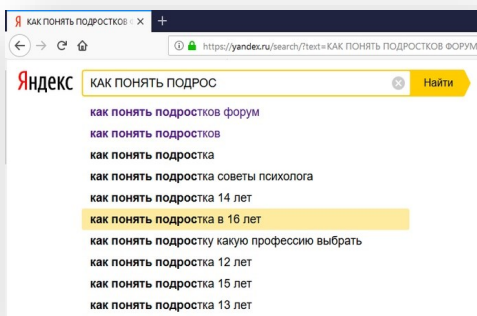 Я КАК ПОНЯТЬ ПОДРОСТКОВ
https://yandex.ru/search/?text=КАК ПОНЯТЬ ПОДРОСТКОВ ФОРУМ
Яндекс КАК ПОНЯТЬ ПОДРОС Найти
как понять подростков форум
как понять подростков
как понять подростка
как понять подростка советы психолога
как понять подростка 14 лет
как понять подростка в 16 лет
как понять подростку какую профессию выбрать
как понять подростка 12 лет
как понять подростка 15 лет
как понять подростка 13 лет